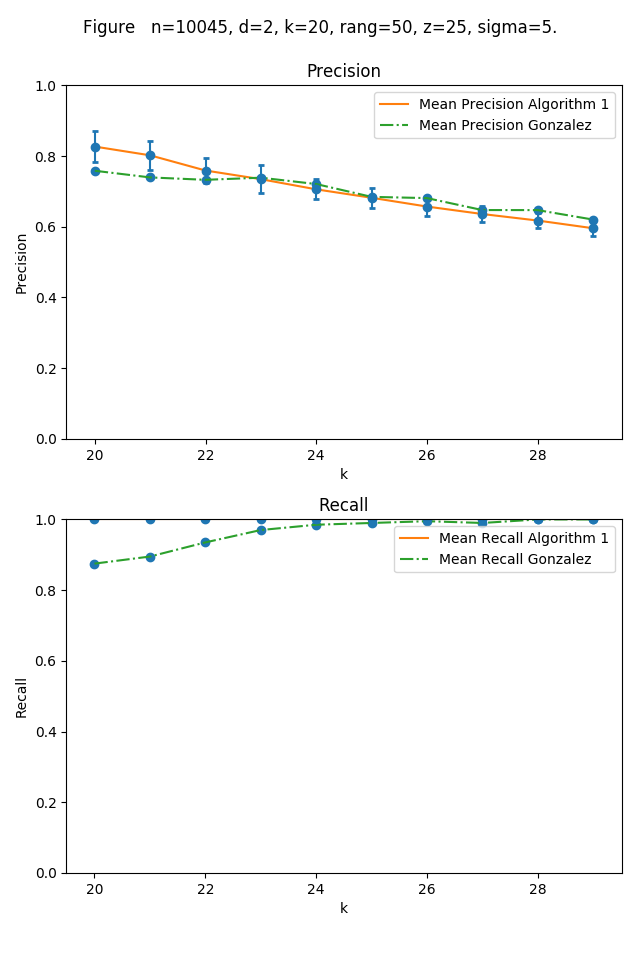 Figure   n=10045, d=2, k=20, rang=50, z=25, sigma=5.
Precision
1.0
0.8
0.6
0.4
0.2
0.0
Precision
Mean Precision Algorithm 1
Mean Precision Gonzalez
20 22 24 26 28
k
Recall
1.0
0.8
0.6
0.4
0.2
0.0
Recall
Mean Recall Algorithm 1
Mean Recall Gonzalez
20 22 24 26 28
k